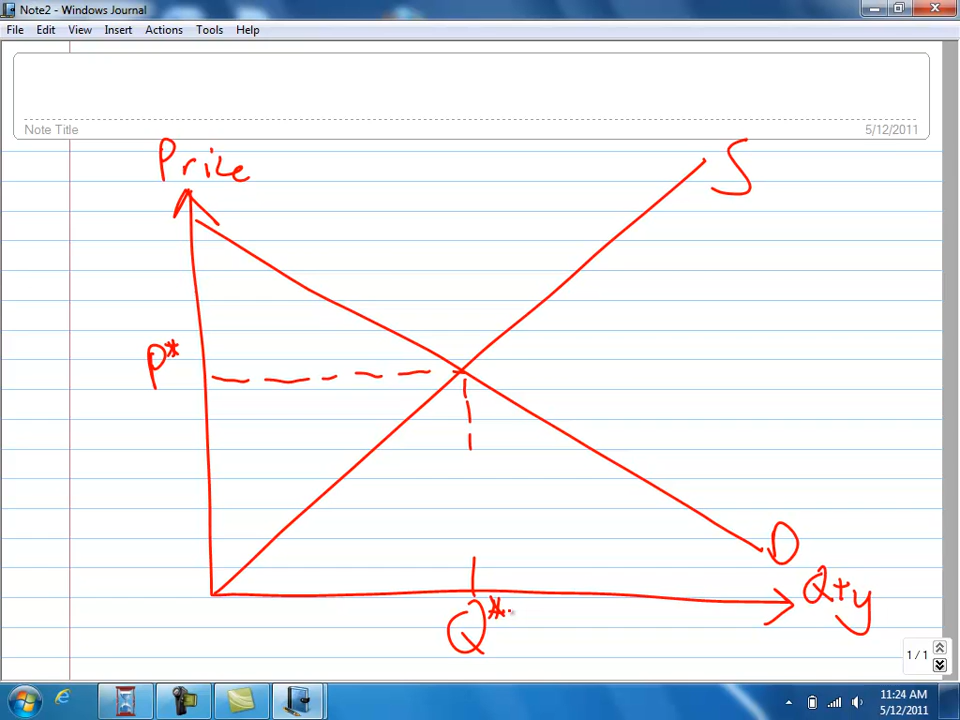 Note2 - Windows Journal
File Edit View Insert Actions Tools Help
Note Title 5/12/2011
Price
S
P*
D
Qty
Q*
1 / 1
11:24 AM
5/12/2011